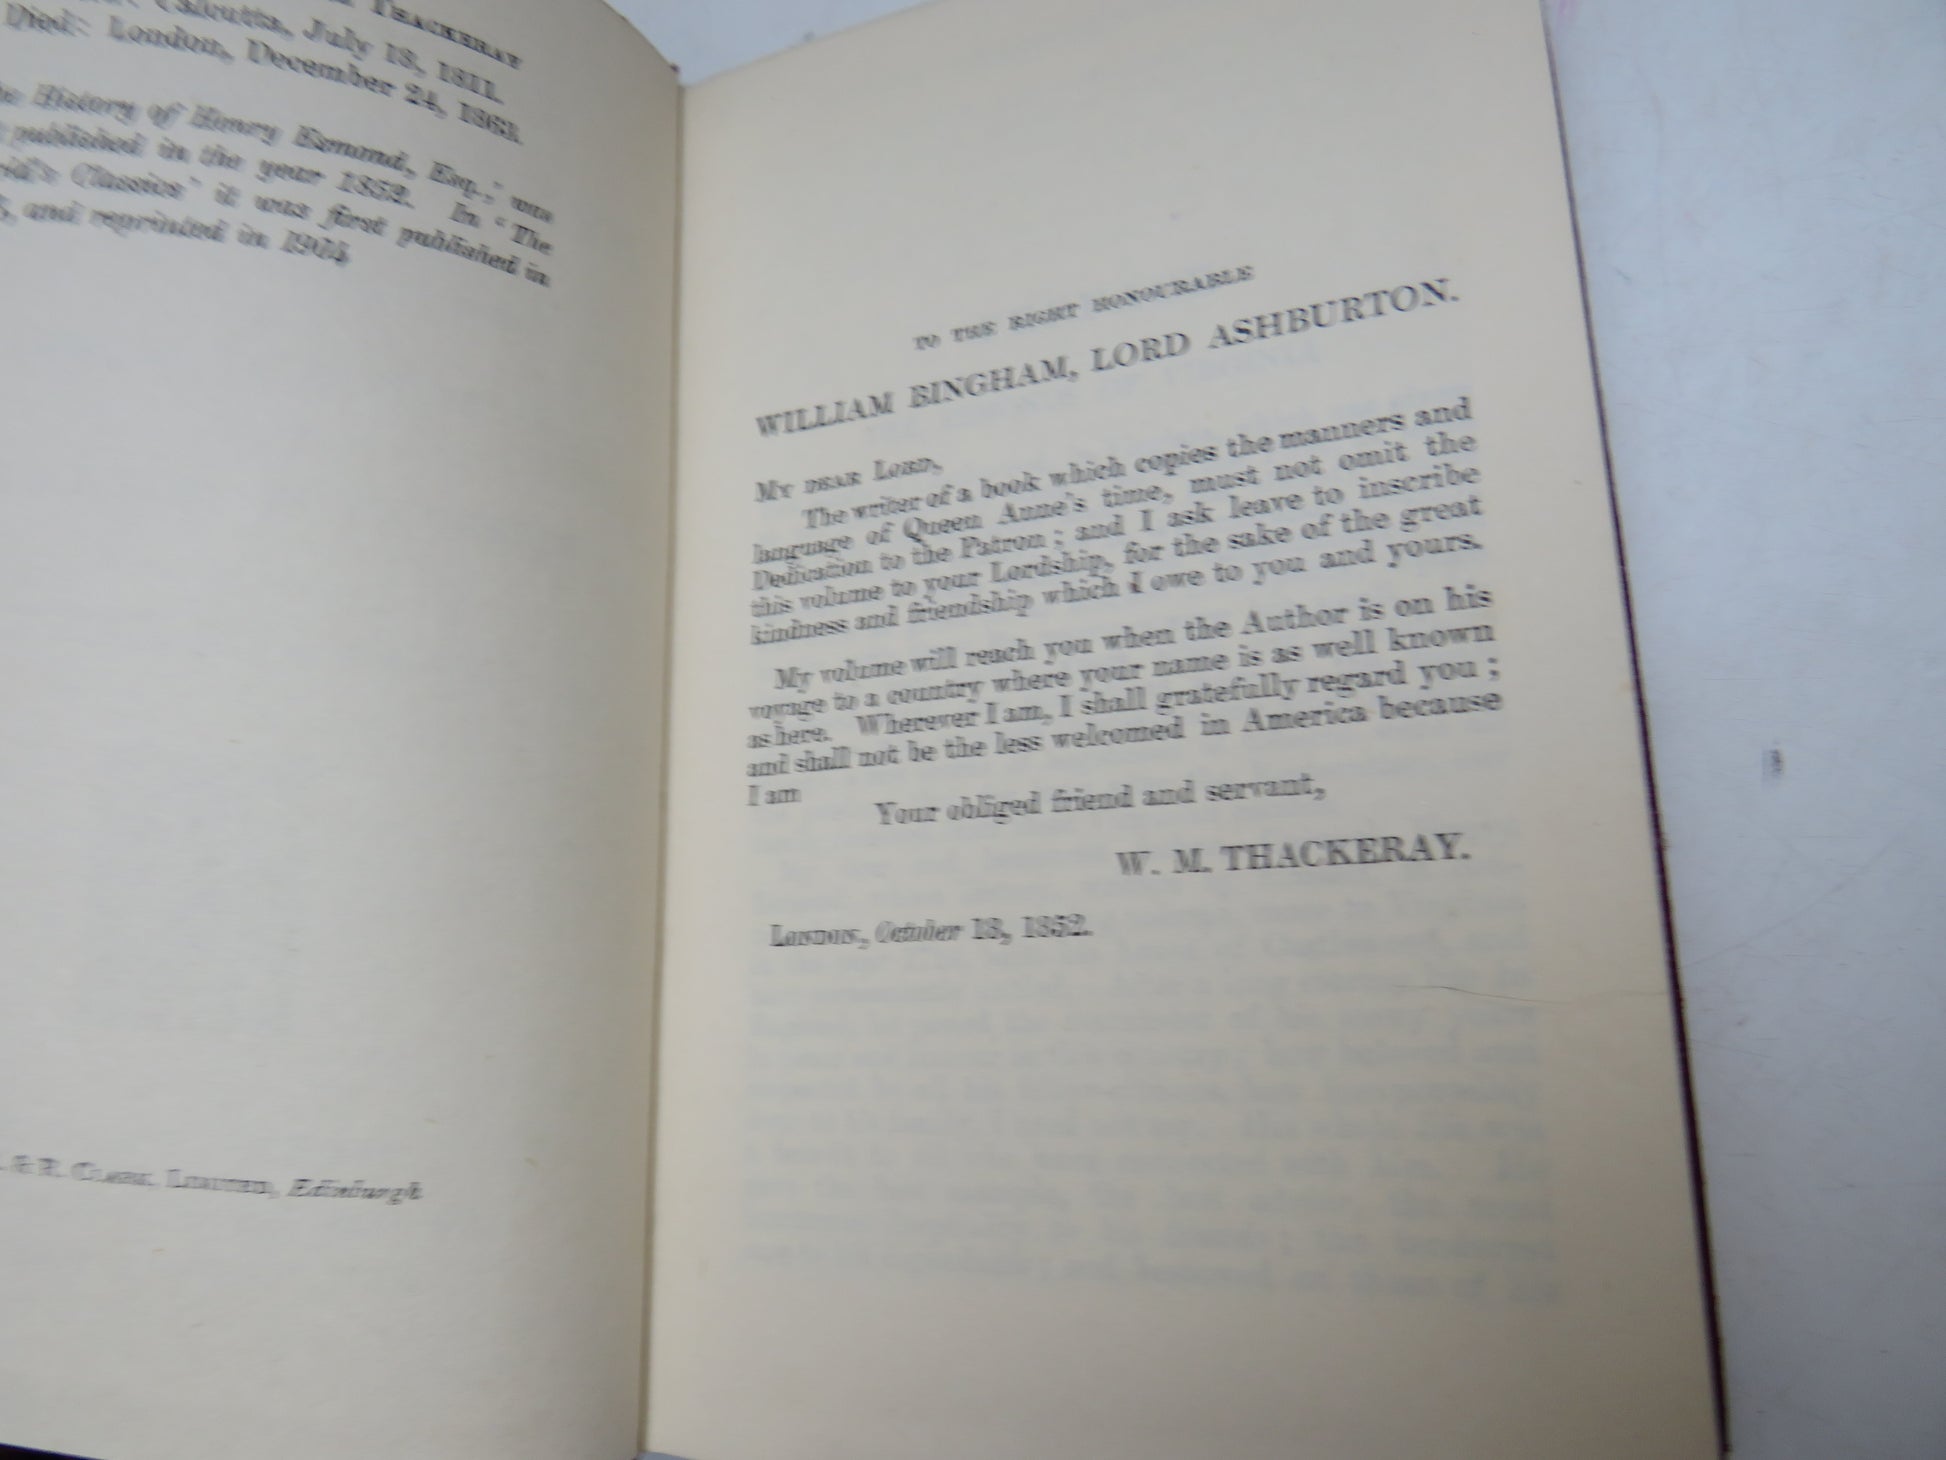 THACKERAY
Calcutta, July 18, 1811.
Died: London, December 24, 1863.
History of Henry Esmond, Esq.," was
published in the year 1852. In "The
Classics" it was first published in
and reprinted in 1904
& R. CLARK, LIMITED, Edinburgh
TO THE RIGHT HONOURABLE
WILLIAM BINGHAM, LORD ASHBURTON.
MY DEAR LORD,
The writer of a book which copies the manners and
language of Queen Anne's time, must not omit the
Dedication to the Patron; and I ask leave to inscribe
this volume to your Lordship, for the sake of the great
kindness and friendship which I owe to you and yours.
My volume will reach you when the Author is on his
voyage to a country where your name is as well known
as here. Wherever I am, I shall gratefully regard you;
and shall not be the less welcomed in America because
I am
Your obliged friend and servant,
W. M. THACKERAY.
LONDON, October 18, 1852.